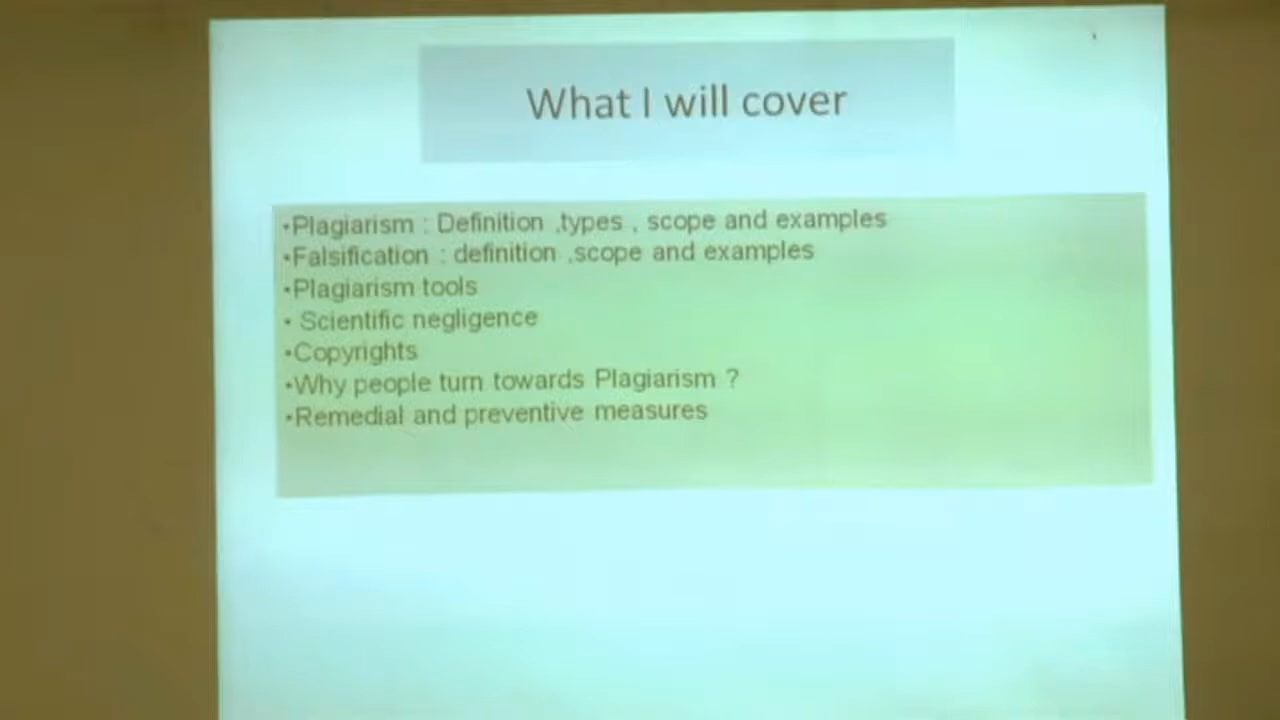 What I will cover
•Plagiarism : Definition ,types , scope and examples
•Falsification : definition ,scope and examples
•Plagiarism tools
• Scientific negligence
•Copyrights
•Why people turn towards Plagiarism ?
•Remedial and preventive measures